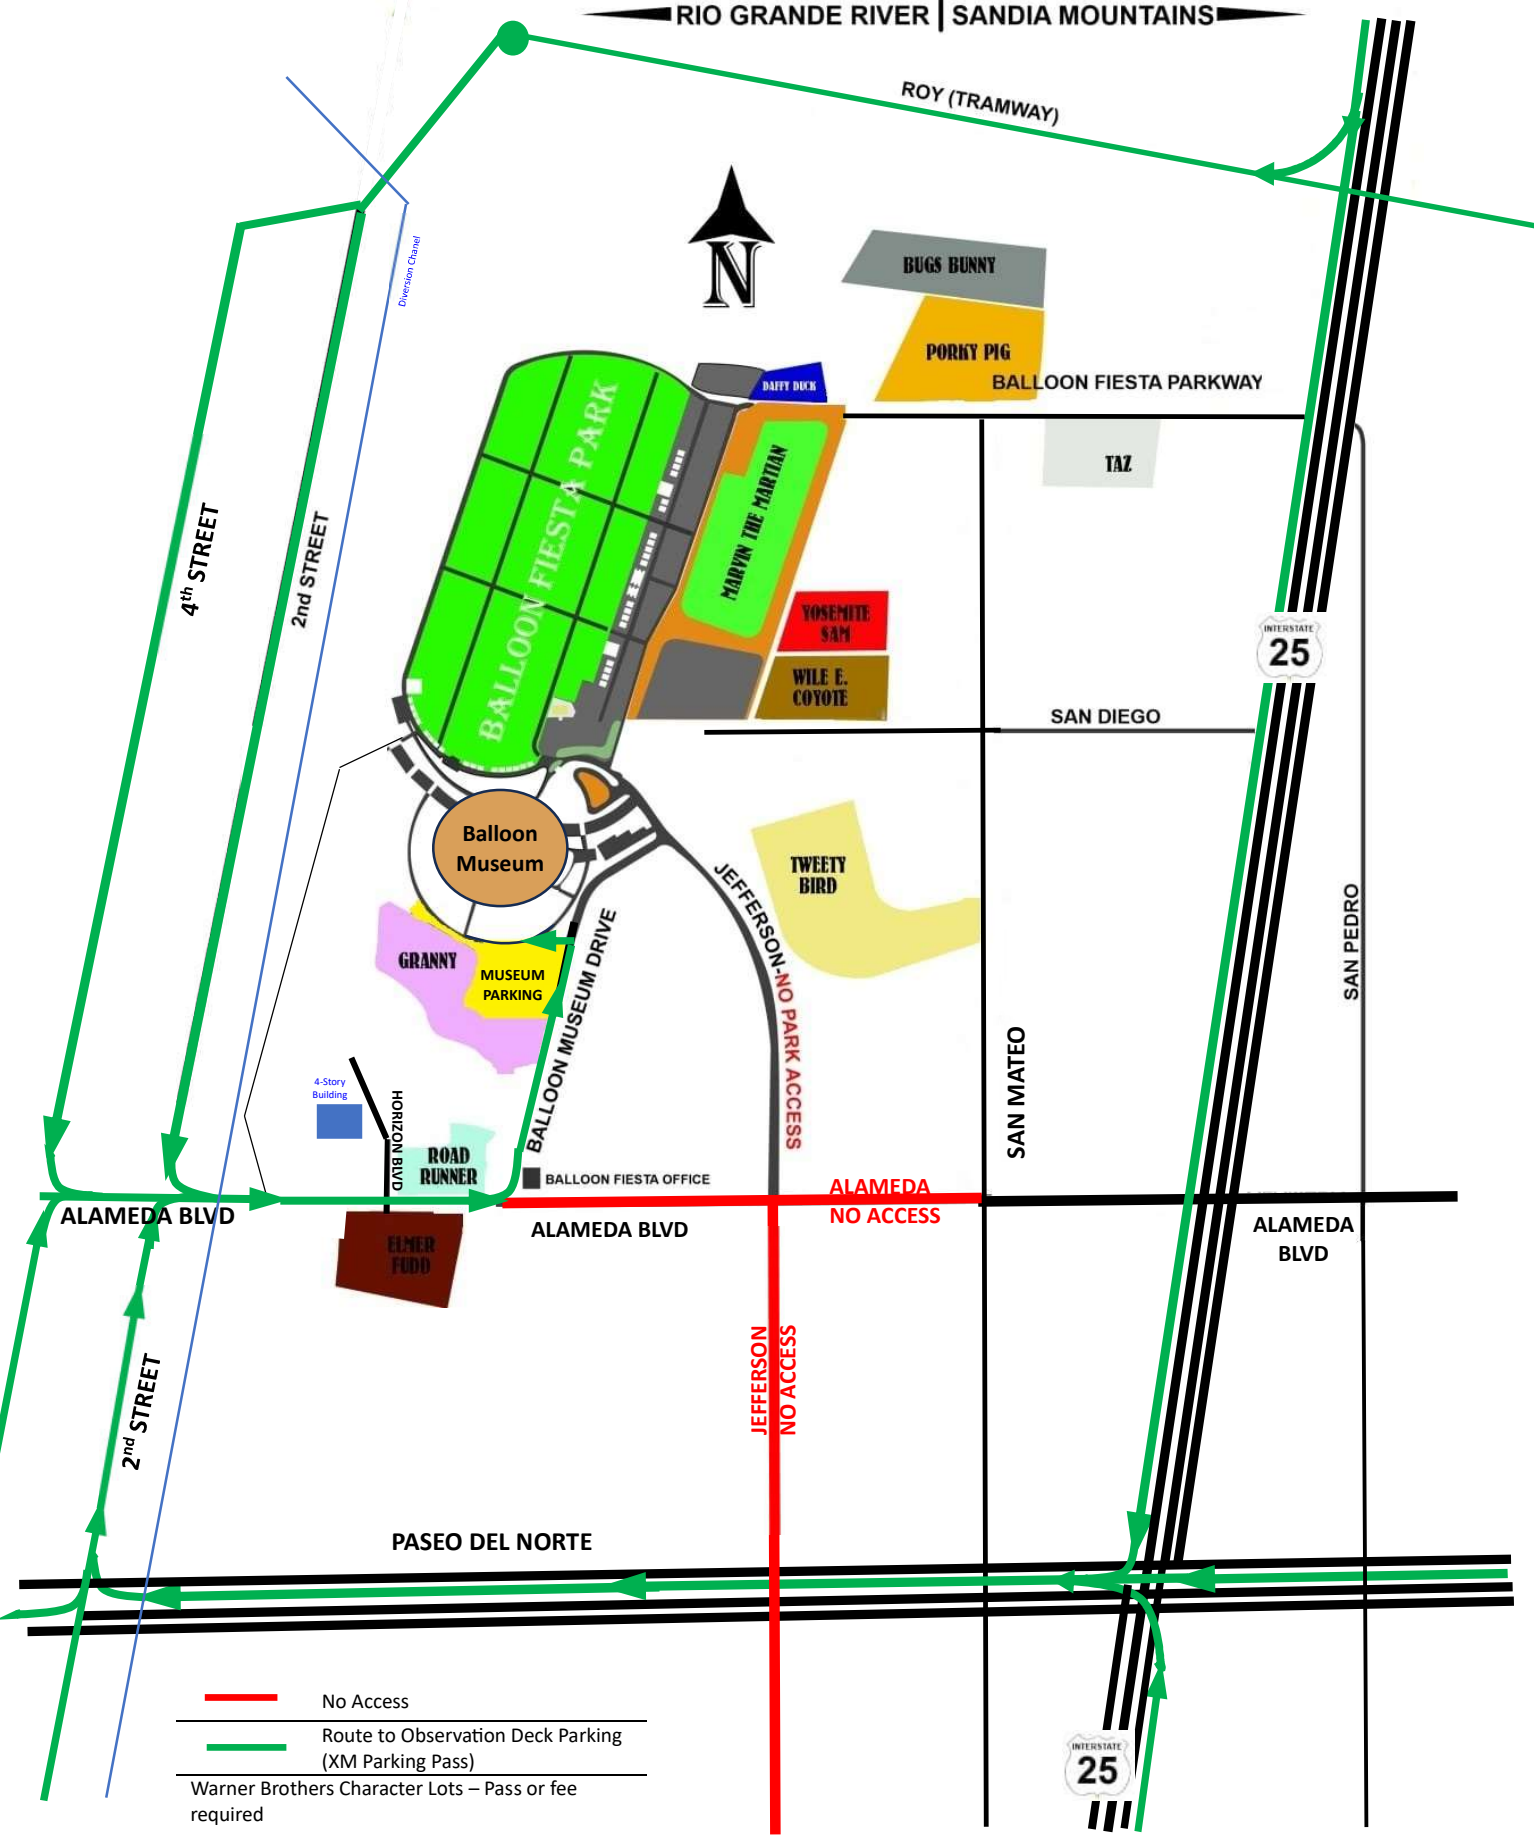 RIO GRANDE RIVER | SANDIA MOUNTAINS
ROY (TRAMWAY)
N
Diversion Chanel
BUGS BUNNY
PORKY PIG
BALLOON FIESTA PARKWAY
DAFFY DUCK
TAZ
BALLOON FIESTA PARK
MARVIN THE MARTIAN
4th STREET
2nd STREET
YOSEMITE
SAM
WILE E.
COYOTE
INTERSTATE
25
SAN DIEGO
Balloon
Museum
TWEETY
BIRD
JEFFERSON-NO PARK ACCESS
SAN PEDRO
GRANNY
MUSEUM
PARKING
BALLOON MUSEUM DRIVE
SAN MATEO
4-Story
Building
HORIZON BLVD
ROAD
RUNNER
BALLOON FIESTA OFFICE
ALAMEDA
NO ACCESS
ALAMEDA BLVD
ALAMEDA BLVD
ALAMEDA
BLVD
ELMER
FUDD
JEFFERSON
NO ACCESS
2nd STREET
PASEO DEL NORTE
No Access
Route to Observation Deck Parking
(XM Parking Pass)
Warner Brothers Character Lots – Pass or fee
required
INTERSTATE
25